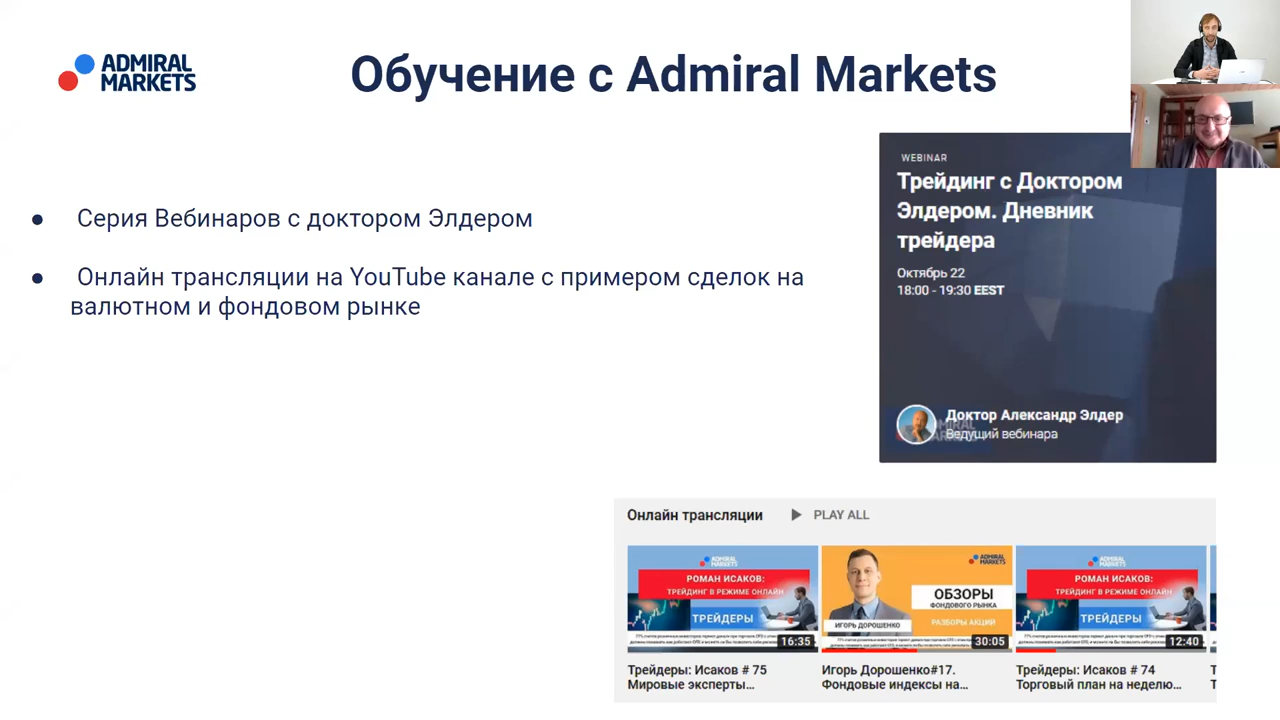 ADMIRAL
MARKETS
Обучение с Admiral Markets
● Серия Вебинаров с доктором Элдером
● Онлайн трансляции на YouTube канале с примером сделок на
валютном и фондовом рынке
WEBINAR
Трейдинг с Доктором
Элдером. Дневник
трейдера
Октябрь 22
18:00 - 19:30 EEST
Доктор Александр Элдер
Ведущий вебинара
Онлайн трансляции
PLAY ALL
ADMIRAL
MARKETS
РОМАН ИСАКОВ:
ТРЕЙДИНГ В РЕЖИМЕ ОНЛАЙН
ТРЕЙДЕРЫ
16:35
Трейдеры: Исаков # 75
Мировые эксперты...
ADMIRAL
MARKETS
ОБЗОРЫ
ФОНДОВОГО РЫНКА
ИГОРЬ ДОРОШЕНКО
РАЗБОРЫ АКЦИЙ
30:05
Игорь Дорошенко#17.
Фондовые индексы на...
ADMIRAL
MARKETS
РОМАН ИСАКОВ:
ТРЕЙДИНГ В РЕЖИМЕ ОНЛАЙН
ТРЕЙДЕРЫ
12:40
Трейдеры: Исаков # 74
Торговый план на неделю...